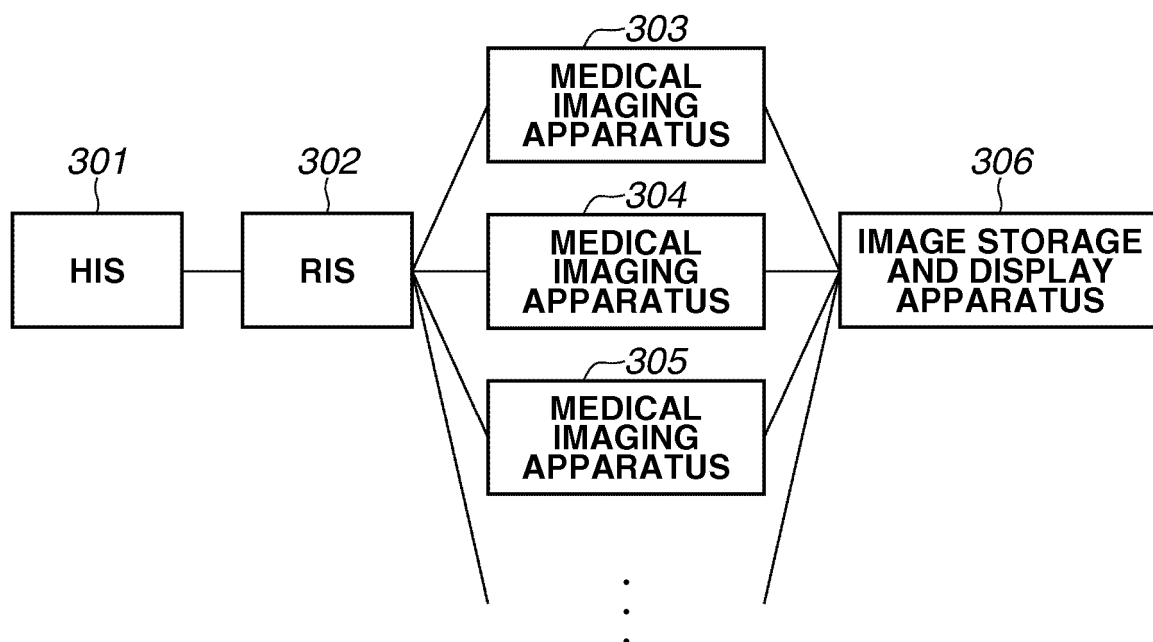 303
MEDICAL
IMAGING
APPARATUS
301
HIS
302
RIS
304
MEDICAL
IMAGING
APPARATUS
306
IMAGE STORAGE
AND DISPLAY
APPARATUS
305
MEDICAL
IMAGING
APPARATUS